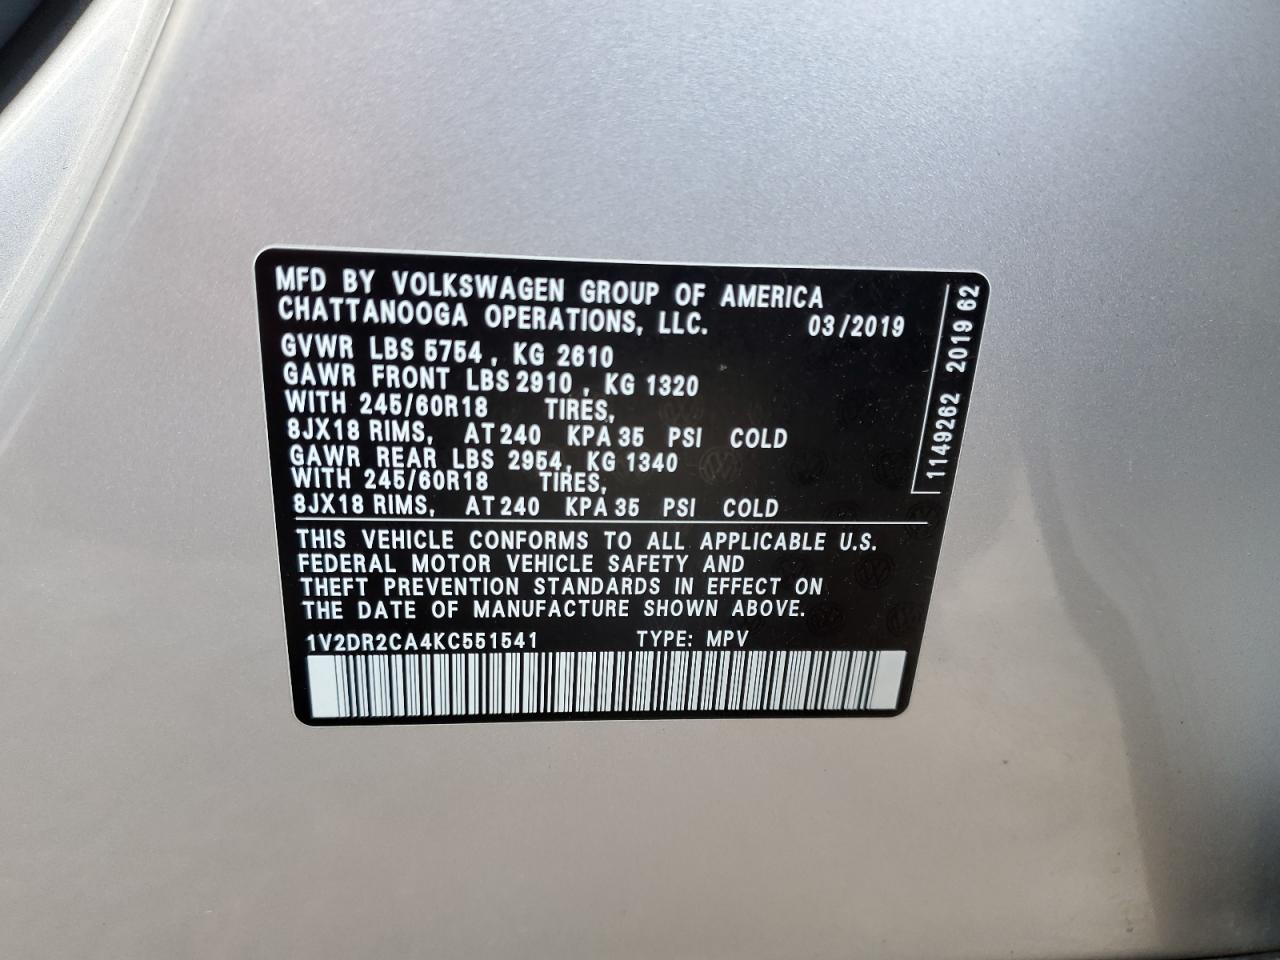 MFD BY VOLKSWAGEN GROUP OF AMERICA
CHATTANOOGA OPERATIONS, LLC. 03/2019
GVWR LBS 5754, KG 2610
GAWR FRONT LBS 2910, KG 1320
WITH 245/60R18 TIRES,
8JX18 RIMS, AT 240 KPA 35 PSI COLD
GAWR REAR LBS 2954, KG 1340
WITH 245/60R18 TIRES,
8JX18 RIMS, AT 240 KPA 35 PSI COLD
THIS VEHICLE CONFORMS TO ALL APPLICABLE U.S.
FEDERAL MOTOR VEHICLE SAFETY AND
THEFT PREVENTION STANDARDS IN EFFECT ON
THE DATE OF MANUFACTURE SHOWN ABOVE.
1V2DR2CA4KC551541 TYPE: MPV
1149262 2019 62